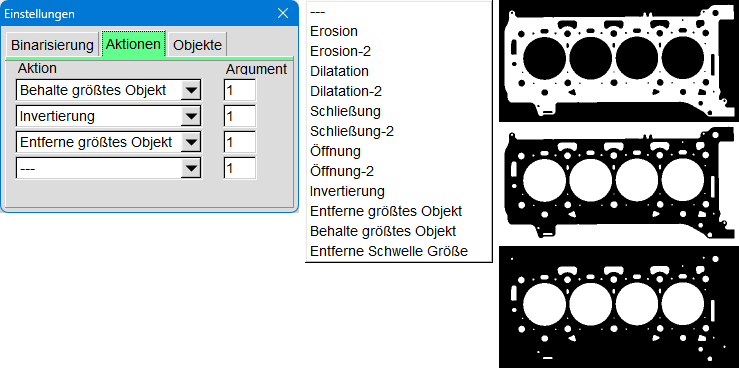 Einstellungen
Binarisierung Aktionen Objekte
Aktion Argument
Behalte größtes Objekt 1
Invertierung 1
Entferne größtes Objekt 1
--- 1
---
Erosion
Erosion-2
Dilatation
Dilatation-2
Schließung
Schließung-2
Öffnung
Öffnung-2
Invertierung
Entferne größtes Objekt
Behalte größtes Objekt
Entferne Schwelle Größe